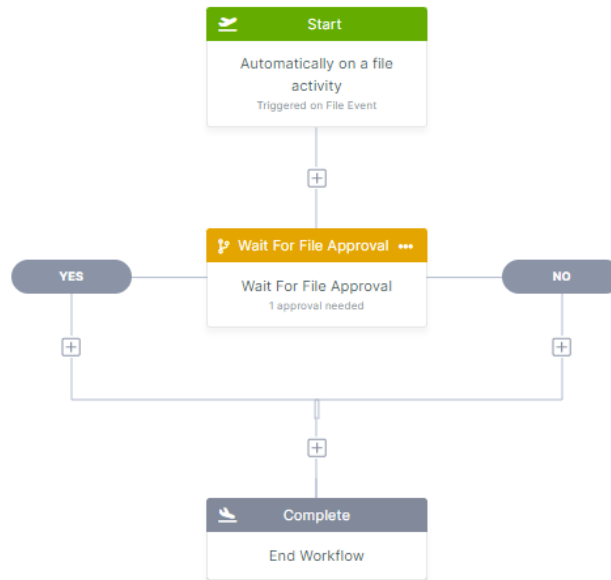 Start
Automatically on a file
activity
Triggered on File Event
Wait For File Approval
YES
Wait For File Approval
1 approval needed
NO
Complete
End Workflow